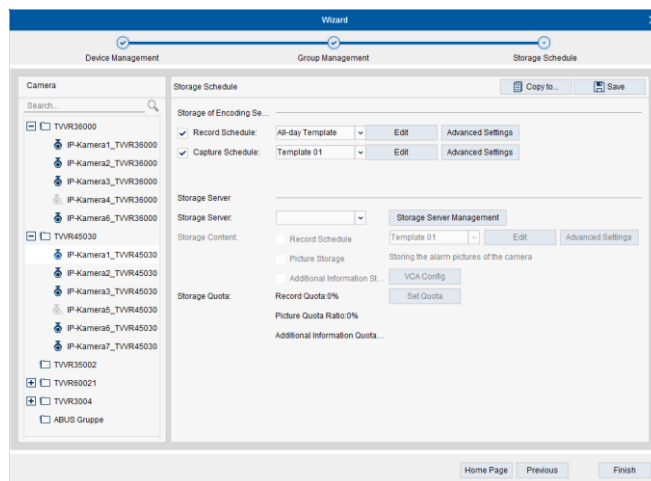 Wizard
Device Management Group Management Storage Schedule
Camera
Search...
TVVR36000
IP-Kamera1_TVVR36000
IP-Kamera2_TVVR36000
IP-Kamera3_TVVR36000
IP-Kamera4_TVVR36000
IP-Kamera6_TVVR36000
TVVR45030
IP-Kamera1_TVVR45030
IP-Kamera2_TVVR45030
IP-Kamera3_TVVR45030
IP-Kamera5_TVVR45030
IP-Kamera6_TVVR45030
IP-Kamera7_TVVR45030
TVVR35002
TVVR60021
TVVR3004
ABUS Gruppe
Storage Schedule Copy to... Save
Storage of Encoding Se...
Record Schedule: All-day Template Edit Advanced Settings
Capture Schedule: Template 01 Edit Advanced Settings
Storage Server
Storage Server: Storage Server Management
Storage Content: Record Schedule Template 01 Edit Advanced Settings
Picture Storage Storing the alarm pictures of the camera
Additional Information St... VCA Config
Storage Quota: Record Quota:0% Set Quota
Picture Quota Ratio:0%
Additional Information Quota...
Home Page Previous Finish